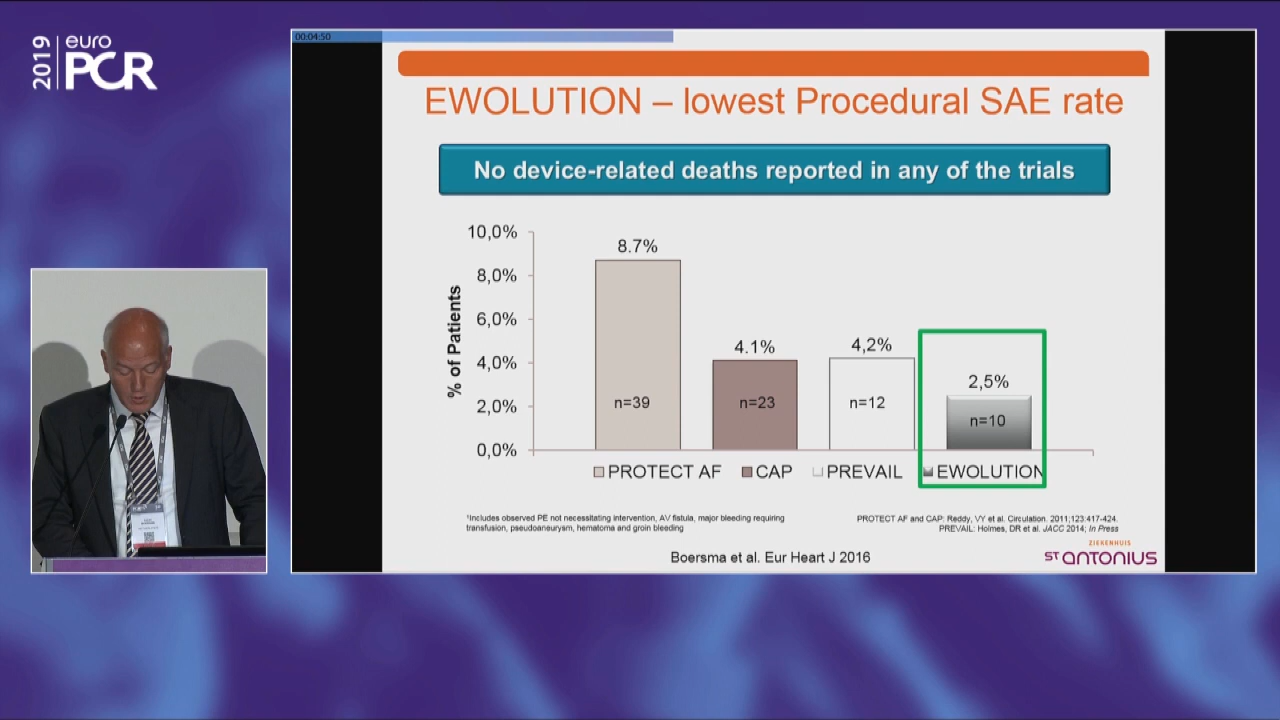 2019
euro
PCR
00:04:50
EWOLUTION – lowest Procedural SAE rate
No device-related deaths reported in any of the trials
% of Patients
10,0%
8,0%
6,0%
4,0%
2,0%
0,0%
8.7%
4.1%
4,2%
2,5%
n=39
n=23
n=12
n=10
PROTECT AF
CAP
PREVAIL
EWOLUTION
¹Includes observed PE not necessitating intervention, AV fistula, major bleeding requiring
transfusion, pseudoaneurysm, hematoma and groin bleeding
PROTECT AF and CAP: Reddy, VY et al. Circulation. 2011;123:417-424.
PREVAIL: Holmes, DR et al. JACC 2014; In Press
Boersma et al. Eur Heart J 2016
ZIEKENHUIS
ST ANTONIUS